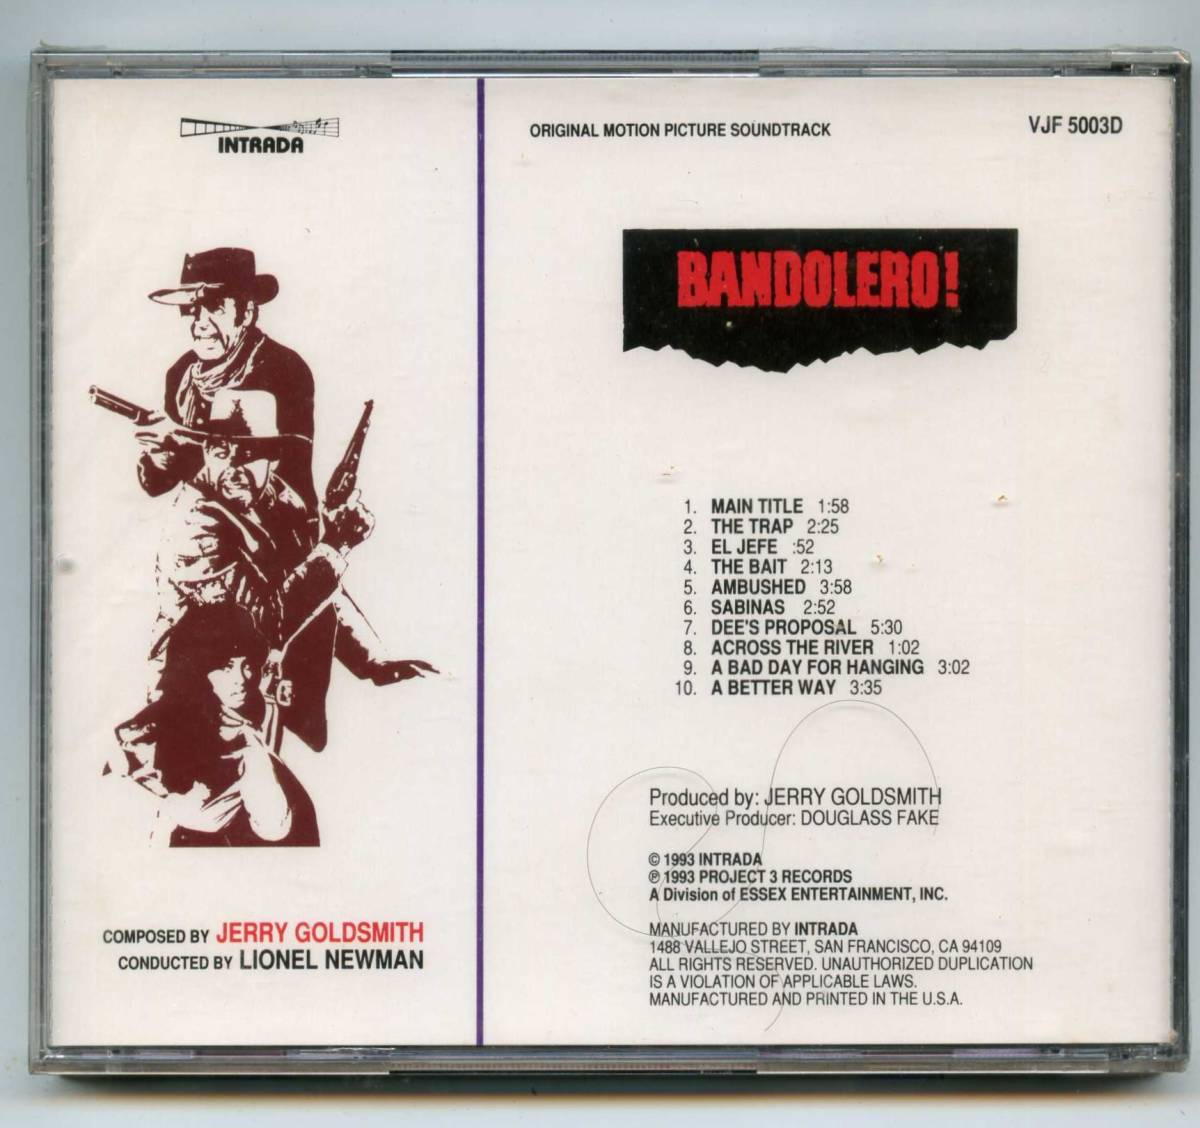 INTRADA
ORIGINAL MOTION PICTURE SOUNDTRACK
VJF 5003D
BANDOLERO!
1. MAIN TITLE 1:58
2. THE TRAP 2:25
3. EL JEFE :52
4. THE BAIT 2:13
5. AMBUSHED 3:58
6. SABINAS 2:52
7. DEE'S PROPOSAL 5:30
8. ACROSS THE RIVER 1:02
9. A BAD DAY FOR HANGING 3:02
10. A BETTER WAY 3:35
Produced by: JERRY GOLDSMITH
Executive Producer: DOUGLASS FAKE
© 1993 INTRADA
℗ 1993 PROJECT 3 RECORDS
A Division of ESSEX ENTERTAINMENT, INC.
MANUFACTURED BY INTRADA
1488 VALLEJO STREET, SAN FRANCISCO, CA 94109
ALL RIGHTS RESERVED. UNAUTHORIZED DUPLICATION
IS A VIOLATION OF APPLICABLE LAWS.
MANUFACTURED AND PRINTED IN THE U.S.A.
COMPOSED BY JERRY GOLDSMITH
CONDUCTED BY LIONEL NEWMAN